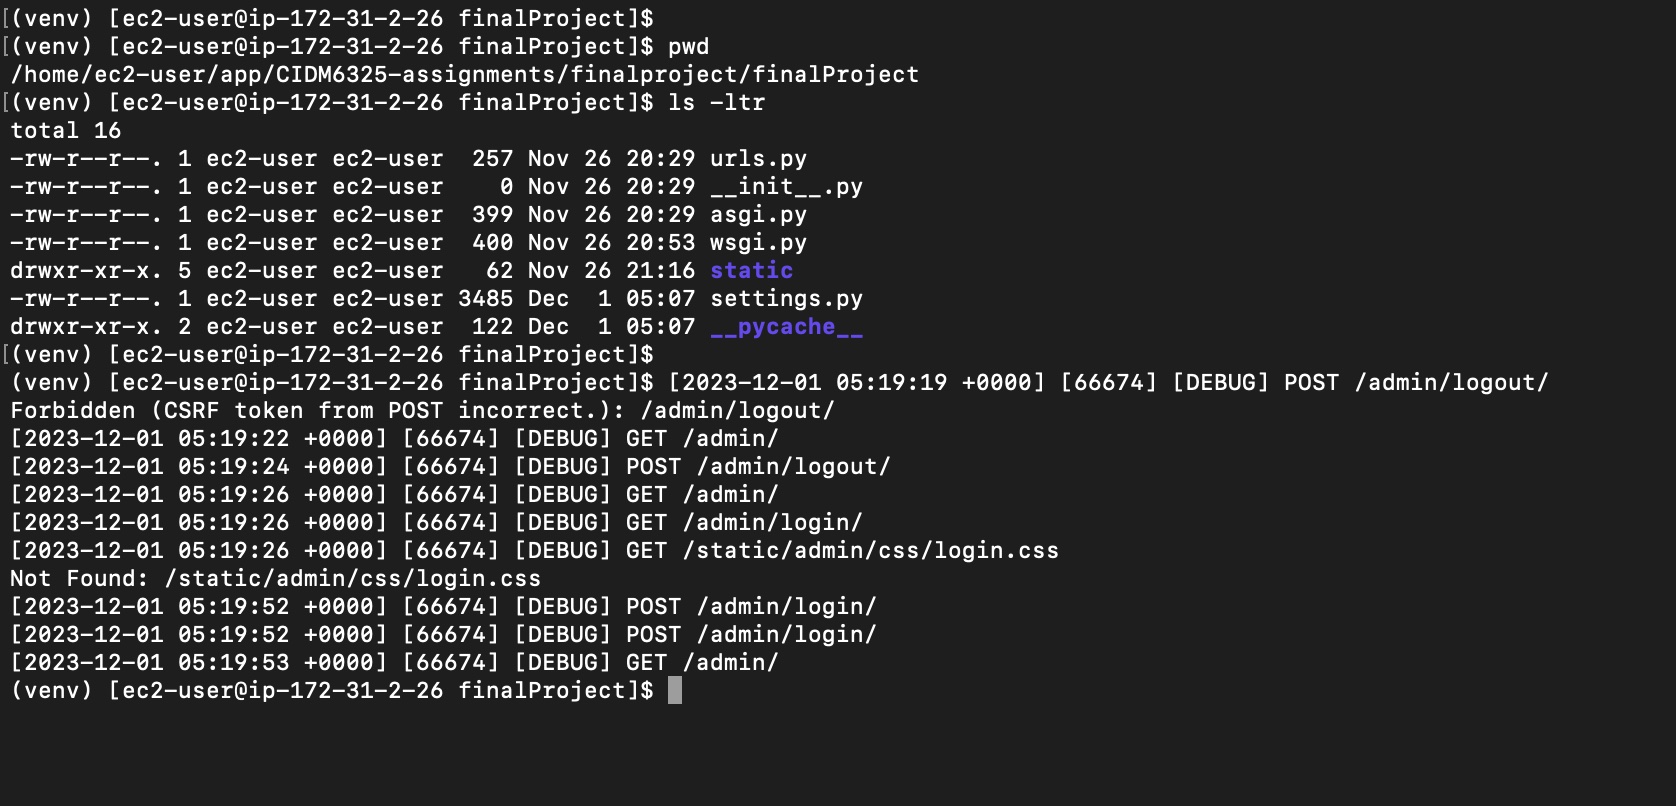 [(venv) [ec2-user@ip-172-31-2-26 finalProject]$
[(venv) [ec2-user@ip-172-31-2-26 finalProject]$ pwd
/home/ec2-user/app/CIDM6325-assignments/finalproject/finalProject
[(venv) [ec2-user@ip-172-31-2-26 finalProject]$ ls -ltr
total 16
-rw-r--r--. 1 ec2-user ec2-user  257 Nov 26 20:29 urls.py
-rw-r--r--. 1 ec2-user ec2-user    0 Nov 26 20:29 __init__.py
-rw-r--r--. 1 ec2-user ec2-user  399 Nov 26 20:29 asgi.py
-rw-r--r--. 1 ec2-user ec2-user  400 Nov 26 20:53 wsgi.py
drwxr-xr-x. 5 ec2-user ec2-user   62 Nov 26 21:16 static
-rw-r--r--. 1 ec2-user ec2-user 3485 Dec  1 05:07 settings.py
drwxr-xr-x. 2 ec2-user ec2-user  122 Dec  1 05:07 __pycache__
[(venv) [ec2-user@ip-172-31-2-26 finalProject]$
(venv) [ec2-user@ip-172-31-2-26 finalProject]$ [2023-12-01 05:19:19 +0000] [66674] [DEBUG] POST /admin/logout/
Forbidden (CSRF token from POST incorrect.): /admin/logout/
[2023-12-01 05:19:22 +0000] [66674] [DEBUG] GET /admin/
[2023-12-01 05:19:24 +0000] [66674] [DEBUG] POST /admin/logout/
[2023-12-01 05:19:26 +0000] [66674] [DEBUG] GET /admin/
[2023-12-01 05:19:26 +0000] [66674] [DEBUG] GET /admin/login/
[2023-12-01 05:19:26 +0000] [66674] [DEBUG] GET /static/admin/css/login.css
Not Found: /static/admin/css/login.css
[2023-12-01 05:19:52 +0000] [66674] [DEBUG] POST /admin/login/
[2023-12-01 05:19:52 +0000] [66674] [DEBUG] POST /admin/login/
[2023-12-01 05:19:53 +0000] [66674] [DEBUG] GET /admin/
(venv) [ec2-user@ip-172-31-2-26 finalProject]$